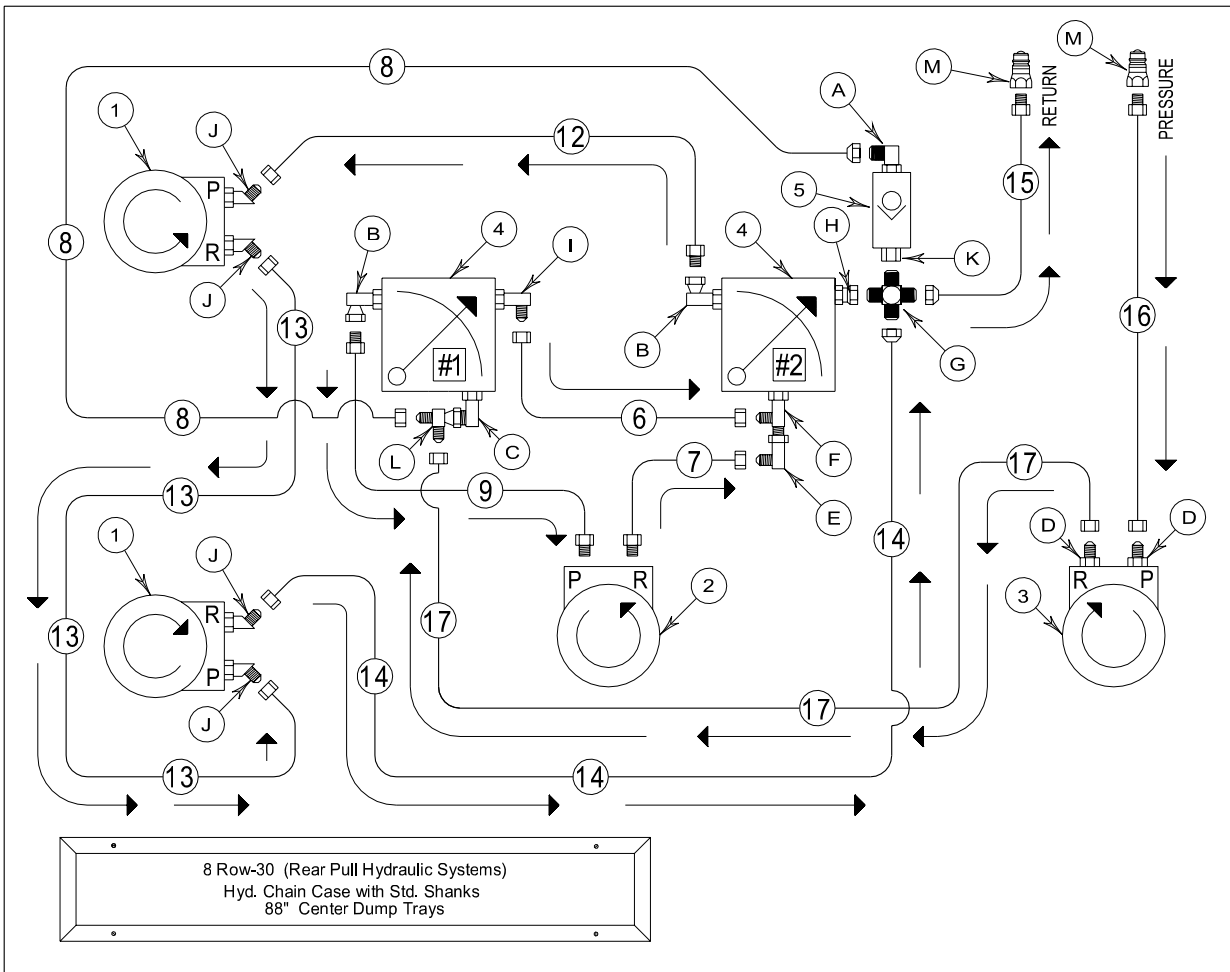 8
M
M
A
1
J
12
RETURN
PRESSURE
P
15
5
8
B
4
I
4
H
R
K
J
13
16
#1
B
#2
G
8
6
L
C
F
7
17
13
13
9
E
1
J
14
D
D
P
R
R
P
2
R
3
13
17
P
14
J
17
13
14
8 Row-30 (Rear Pull Hydraulic Systems)
Hyd. Chain Case with Std. Shanks
88" Center Dump Trays